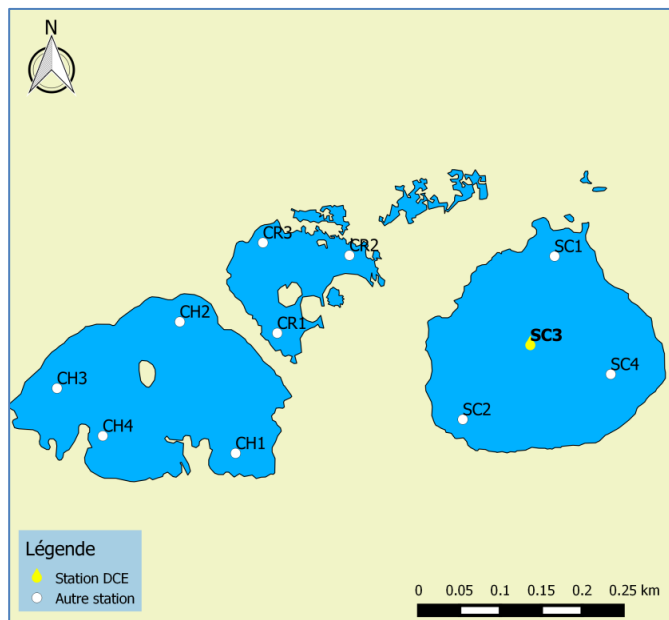 N
CR3
CR2
SC1
CH2
CR1
SC3
CH3
SC4
CH4
SC2
CH1
Légende
Station DCE
Autre station
0 0.05 0.1 0.15 0.2 0.25 km